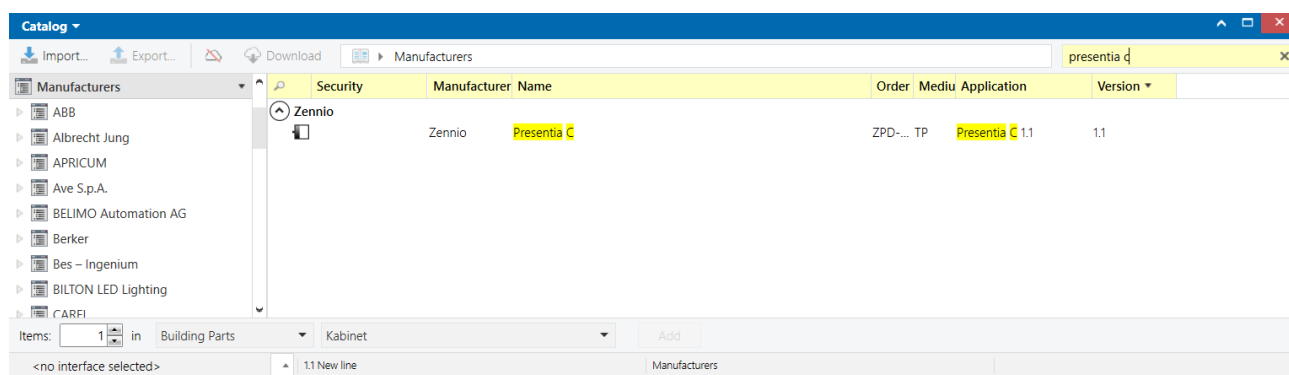 Catalog
Import... Export... Download Manufacturers presentia c
Manufacturers Security Manufacturer Name Order Mediu Application Version
ABB Zennio
Albrecht Jung Zennio Presentia C ZPD-... TP Presentia C 1.1 1.1
APRICUM
Ave S.p.A.
BELIMO Automation AG
Berker
Bes – Ingenium
BILTON LED Lighting
CAREL
Items: 1 in Building Parts Kabinet Add
<no interface selected> 1.1 New line Manufacturers